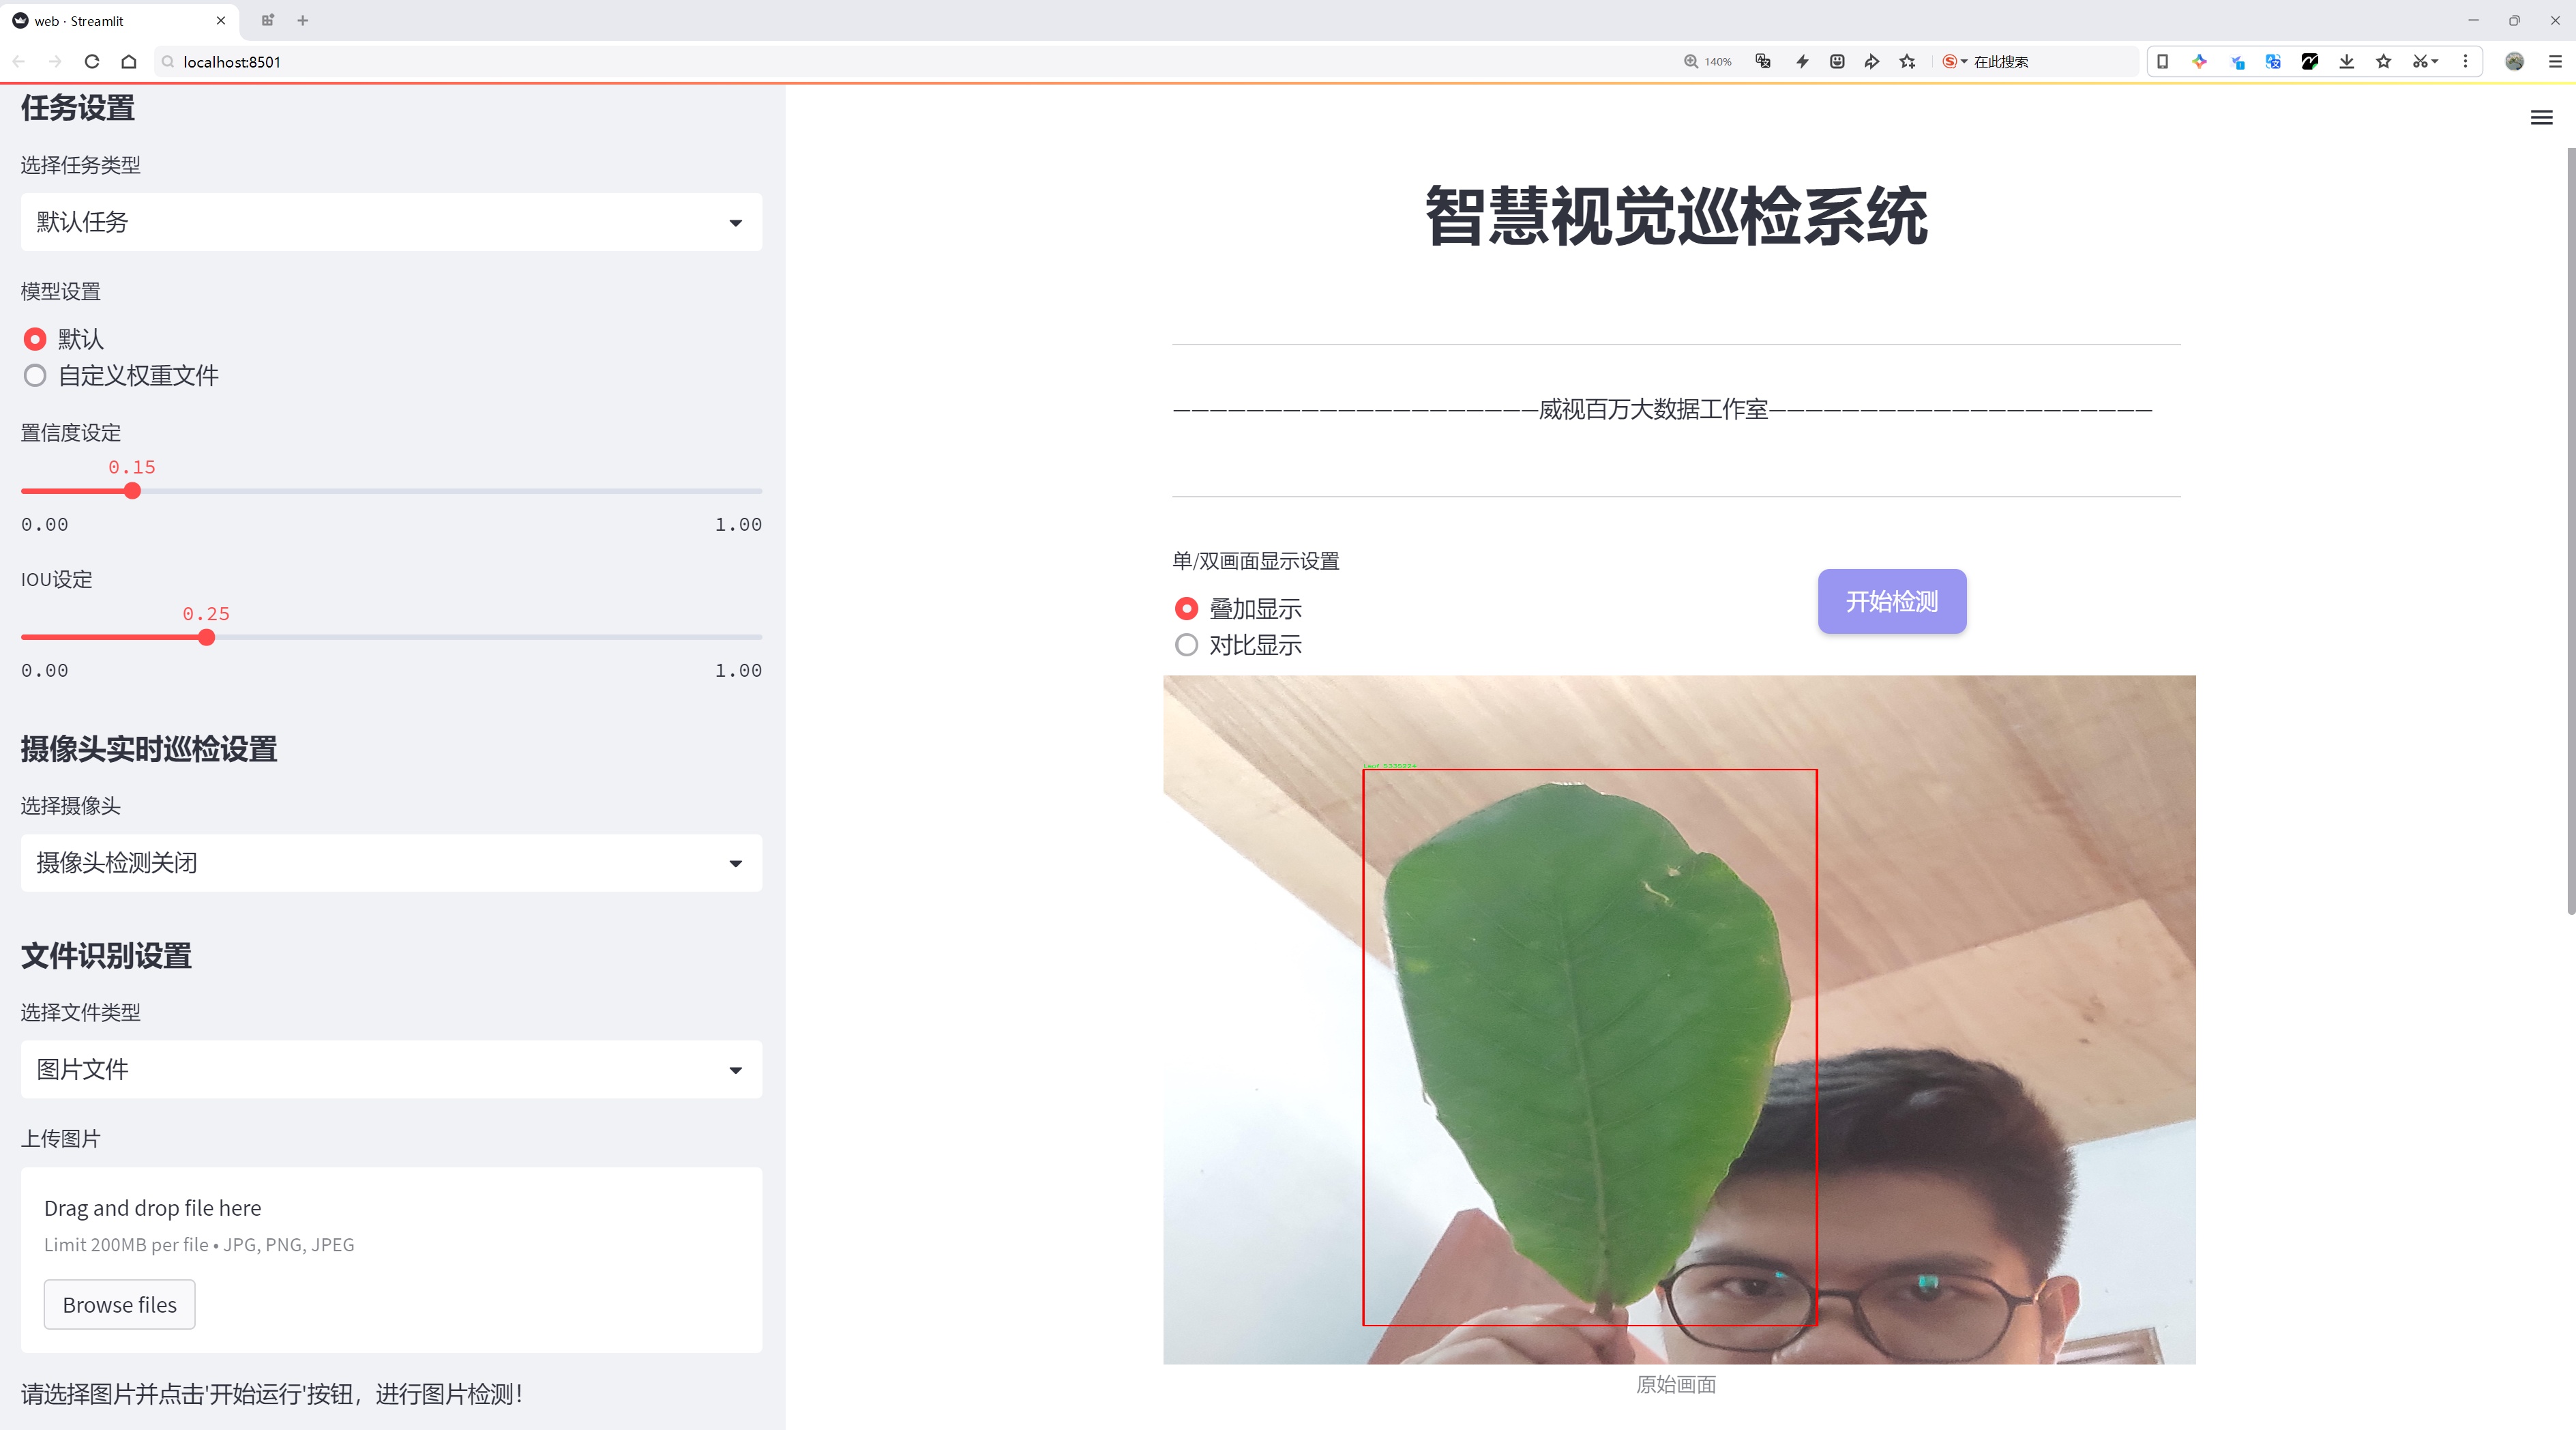 web · Streamlit
localhost:8501
140%
在此搜索
任务设置
选择任务类型
默认任务
模型设置
默认
自定义权重文件
置信度设定
0.15
0.00 1.00
IOU设定
0.25
0.00 1.00
摄像头实时巡检设置
选择摄像头
摄像头检测关闭
文件识别设置
选择文件类型
图片文件
上传图片
Drag and drop file here
Limit 200MB per file • JPG, PNG, JPEG
Browse files
请选择图片并点击'开始运行'按钮，进行图片检测！
智慧视觉巡检系统
—————————————————————威视百万大数据工作室—————————————————————
单/双画面显示设置
叠加显示
对比显示
开始检测
原始画面